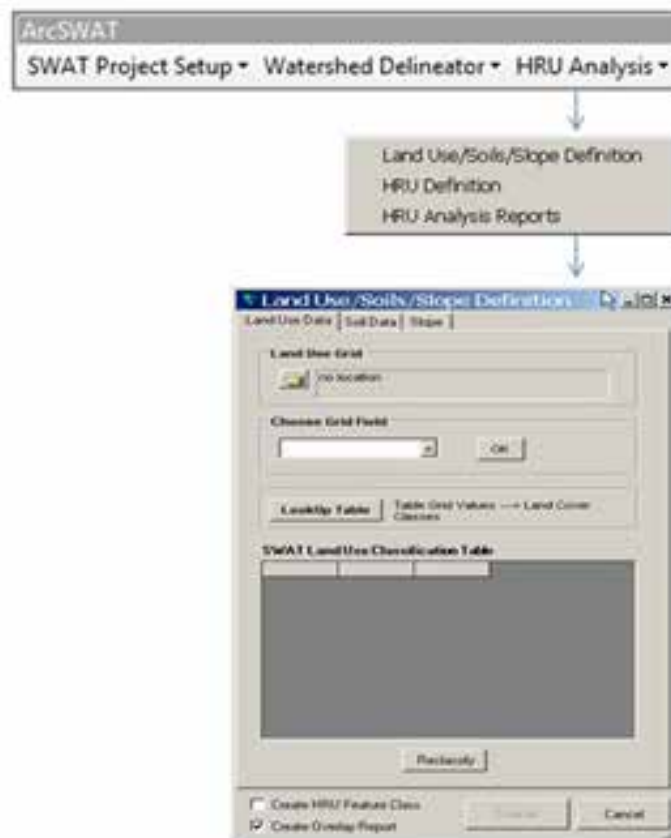 ArcSWAT
SWAT Project Setup Watershed Delineator HRU Analysis
Land Use/Soils/Slope Definition
HRU Definition
HRU Analysis Reports
Land Use/Soils/Slope Definition
Land Use Data Soil Data Slope
Land Use Grid
no location
Choose Grid Field
OK
LookUp Table Table Grid Values --> Land Cover
Classes
SWAT Land Use Classification Table
Reclassify
Create HRU Feature Class
Cancel
Create Overlap Report